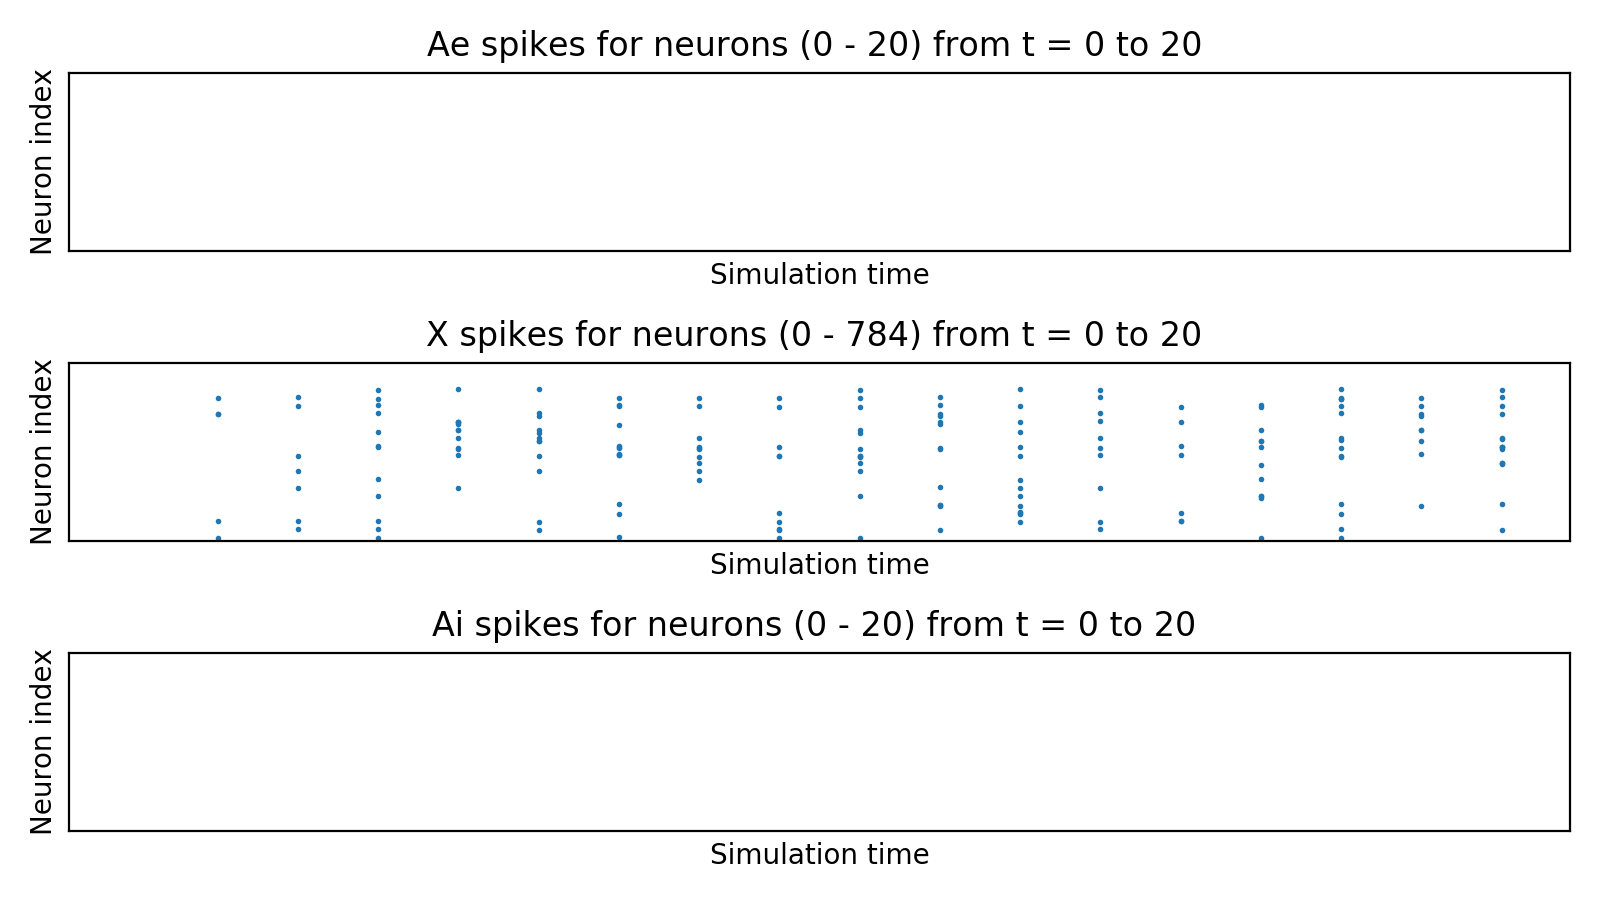 Ae spikes for neurons (0 - 20) from t = 0 to 20
Neuron index
Simulation time
X spikes for neurons (0 - 784) from t = 0 to 20
Neuron index
Simulation time
Ai spikes for neurons (0 - 20) from t = 0 to 20
Neuron index
Simulation time